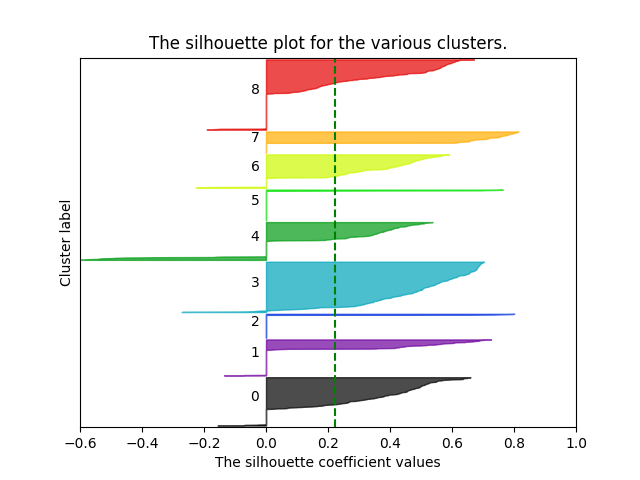 The silhouette plot for the various clusters.
8
7
6
5
4
3
2
1
0
Cluster label
−0.6 −0.4 −0.2 0.0 0.2 0.4 0.6 0.8 1.0
The silhouette coefficient values